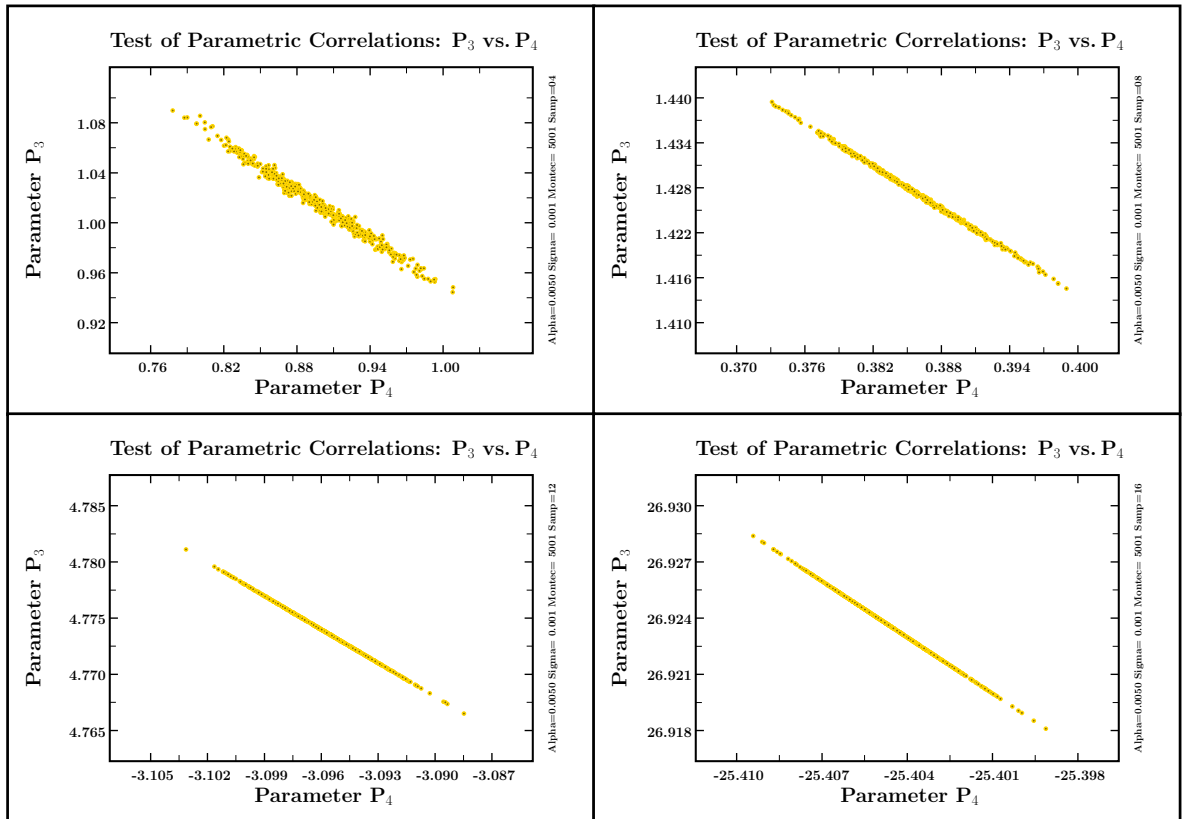 Test of Parametric Correlations: P₃ vs. P₄
Parameter P₃
1.08
1.04
1.00
0.96
0.92
0.76 0.82 0.88 0.94 1.00
Parameter P₄
Alpha=0.0050 Sigma= 0.001 Montec= 5001 Samp=04
Test of Parametric Correlations: P₃ vs. P₄
Parameter P₃
1.440
1.434
1.428
1.422
1.416
1.410
0.370 0.376 0.382 0.388 0.394 0.400
Parameter P₄
Alpha=0.0050 Sigma= 0.001 Montec= 5001 Samp=08
Test of Parametric Correlations: P₃ vs. P₄
Parameter P₃
4.785
4.780
4.775
4.770
4.765
-3.105 -3.102 -3.099 -3.096 -3.093 -3.090 -3.087
Parameter P₄
Alpha=0.0050 Sigma= 0.001 Montec= 5001 Samp=12
Test of Parametric Correlations: P₃ vs. P₄
Parameter P₃
26.930
26.927
26.924
26.921
26.918
-25.410 -25.407 -25.404 -25.401 -25.398
Parameter P₄
Alpha=0.0050 Sigma= 0.001 Montec= 5001 Samp=16